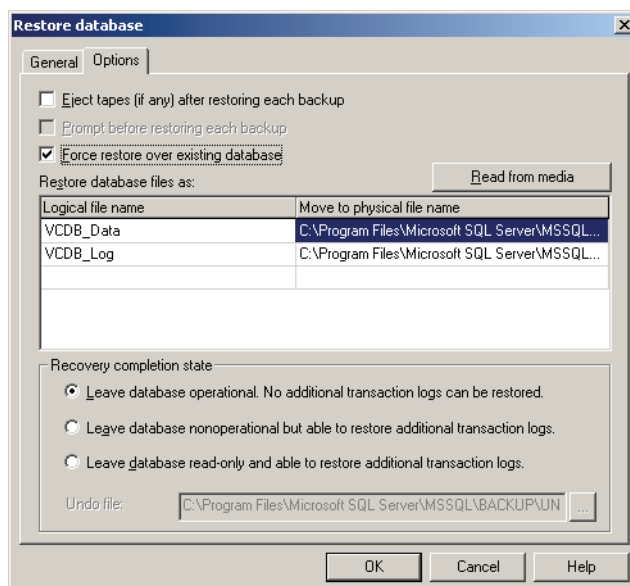 Restore database
General Options
Eject tapes (if any) after restoring each backup
Prompt before restoring each backup
Force restore over existing database
Restore database files as:
Read from media
Logical file name Move to physical file name
VCDB_Data C:\Program Files\Microsoft SQL Server\MSSQL...
VCDB_Log C:\Program Files\Microsoft SQL Server\MSSQL...
Recovery completion state
Leave database operational. No additional transaction logs can be restored.
Leave database nonoperational but able to restore additional transaction logs.
Leave database read-only and able to restore additional transaction logs.
Undo file: C:\Program Files\Microsoft SQL Server\MSSQL\BACKUP\UN ...
OK Cancel Help